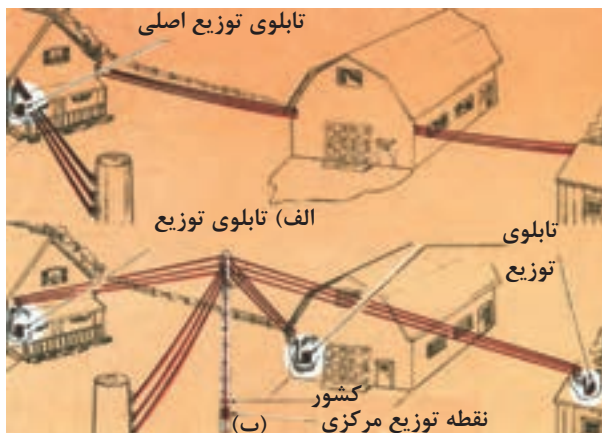 تابلوی توزیع اصلی
الف) تابلوی توزیع
تابلوی
توزیع
کشور
نقطه توزیع مرکزی
(ب)